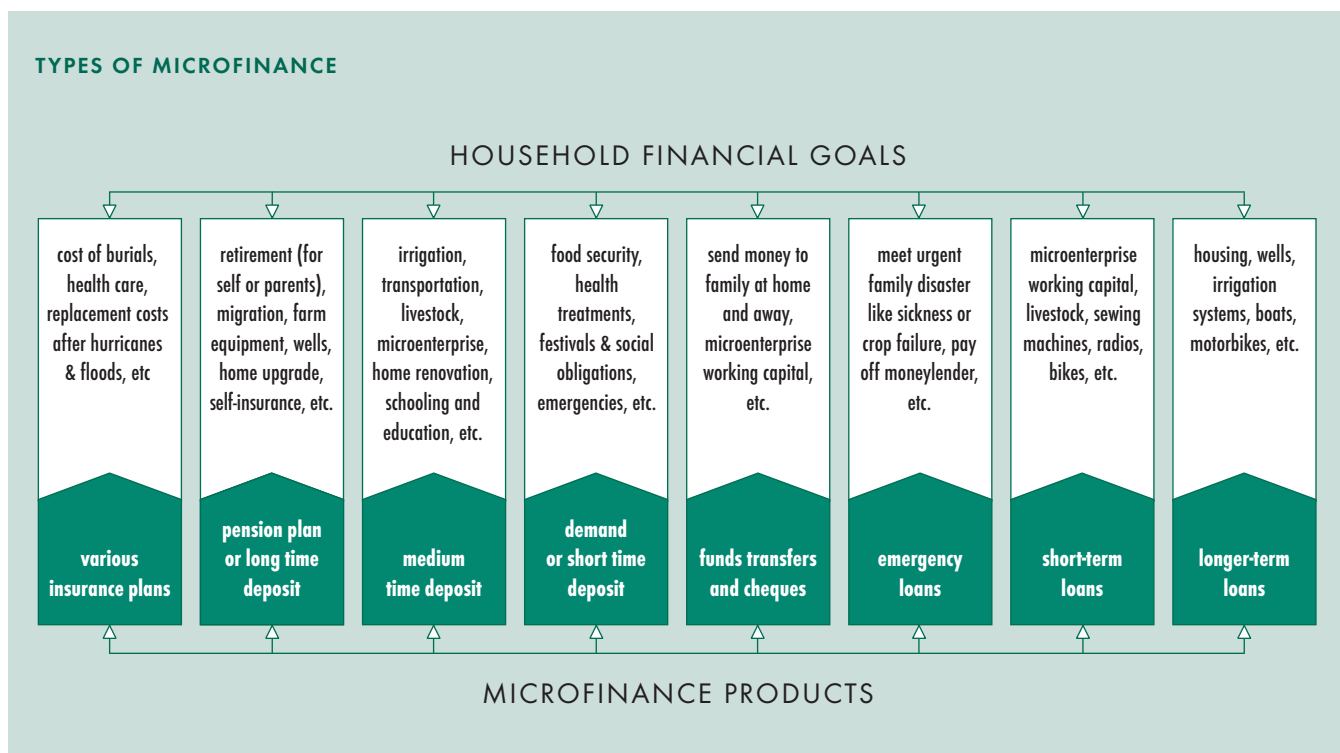 TYPES OF MICROFINANCE
HOUSEHOLD FINANCIAL GOALS
cost of burials,
health care,
replacement costs
after hurricanes
& floods, etc
retirement (for
self or parents),
migration, farm
equipment, wells,
home upgrade,
self-insurance, etc.
irrigation,
transportation,
livestock,
microenterprise,
home renovation,
schooling and
education, etc.
food security,
health
treatments,
festivals & social
obligations,
emergencies, etc.
send money to
family at home
and away,
microenterprise
working capital,
etc.
meet urgent
family disaster
like sickness or
crop failure, pay
off moneylender,
etc.
microenterprise
working capital,
livestock, sewing
machines, radios,
bikes, etc.
housing, wells,
irrigation
systems, boats,
motorbikes, etc.
various
insurance plans
pension plan
or long time
deposit
medium
time deposit
demand
or short time
deposit
funds transfers
and cheques
emergency
loans
short-term
loans
longer-term
loans
MICROFINANCE PRODUCTS